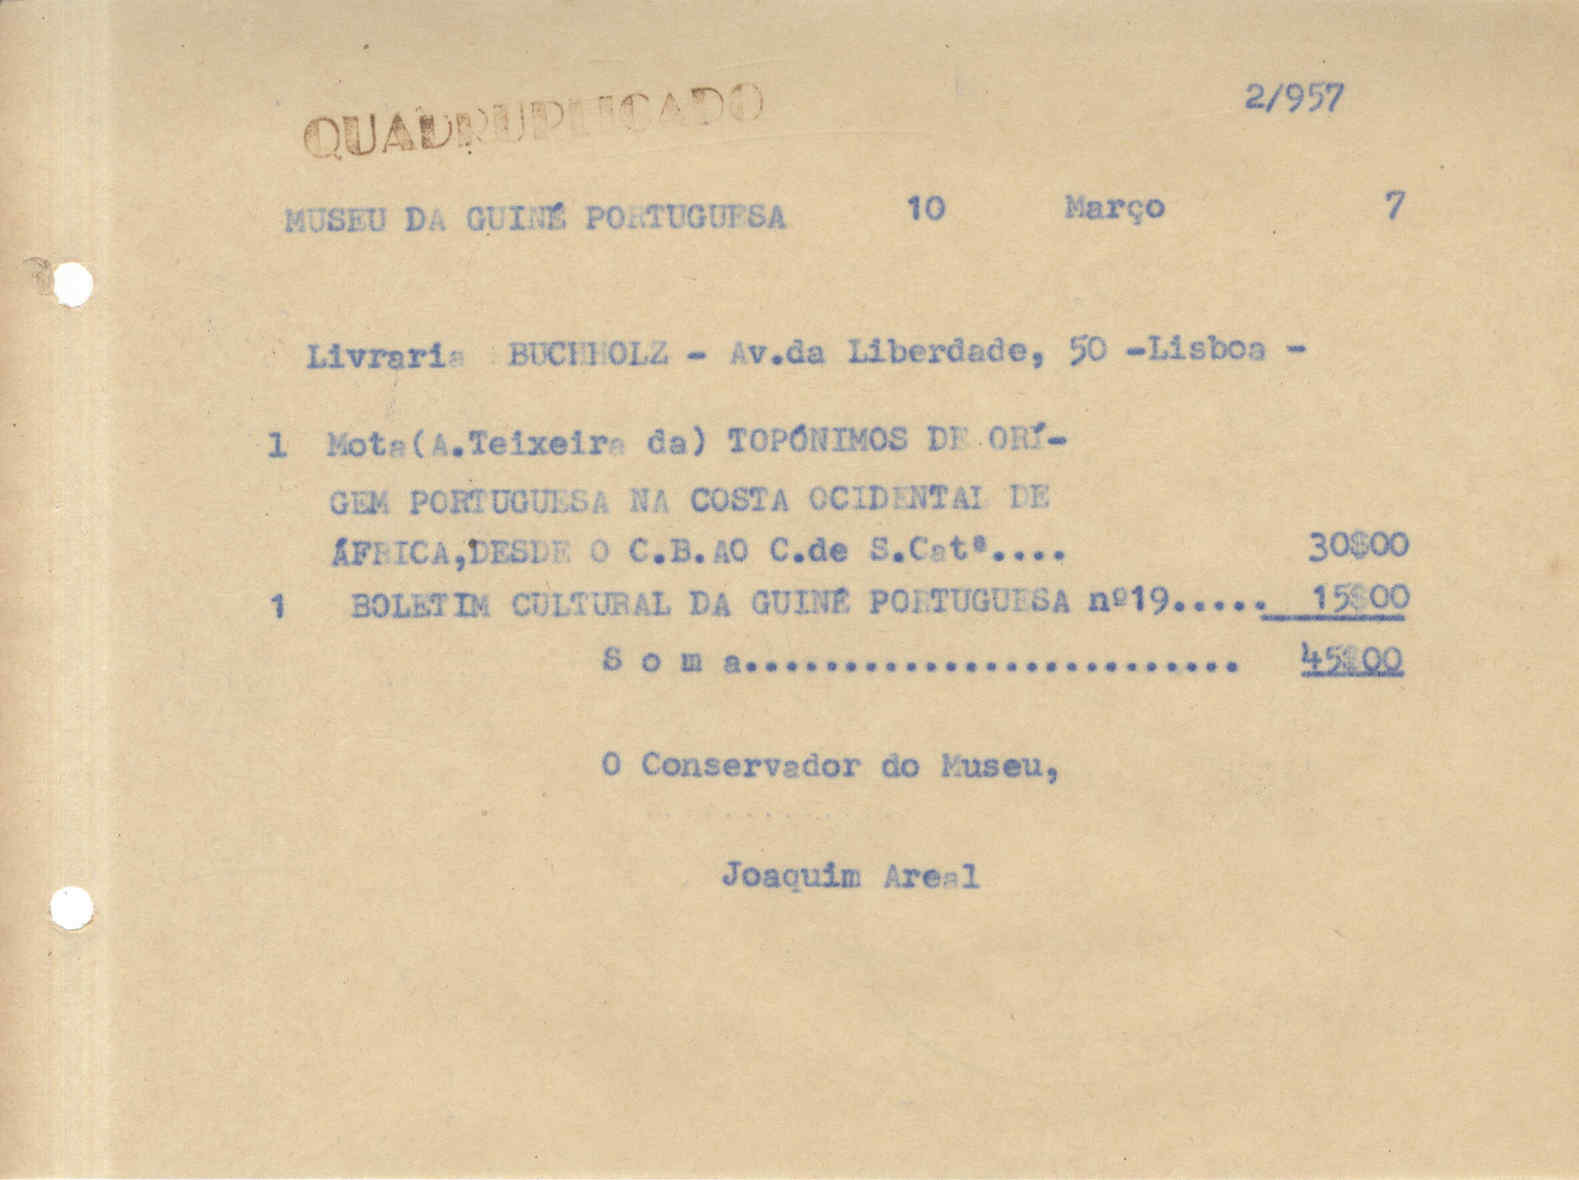 QUADRUPLICADO
2/957
MUSEU DA GUINÉ PORTUGUESA 10 Março 7
Livraria BUCHHOLZ - Av.da Liberdade, 50 -Lisboa -
1 Mota(A.Teixeira da) TOPÓNIMOS DE ORÍ-
GEM PORTUGUESA NA COSTA OCIDENTAL DE
ÁFRICA,DESDE O C.B.AO C.de S.Catª.... 30$00
1 BOLETIM CULTURAL DA GUINÉ PORTUGUESA nº19..... 15$00
S o m a......................... 45$00
O Conservador do Museu,
Joaquim Areal